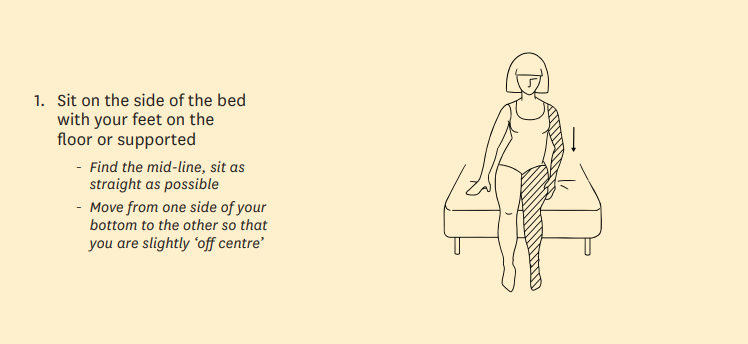 1. Sit on the side of the bed
with your feet on the
floor or supported
- Find the mid-line, sit as
straight as possible
- Move from one side of your
bottom to the other so that
you are slightly ‘off centre’